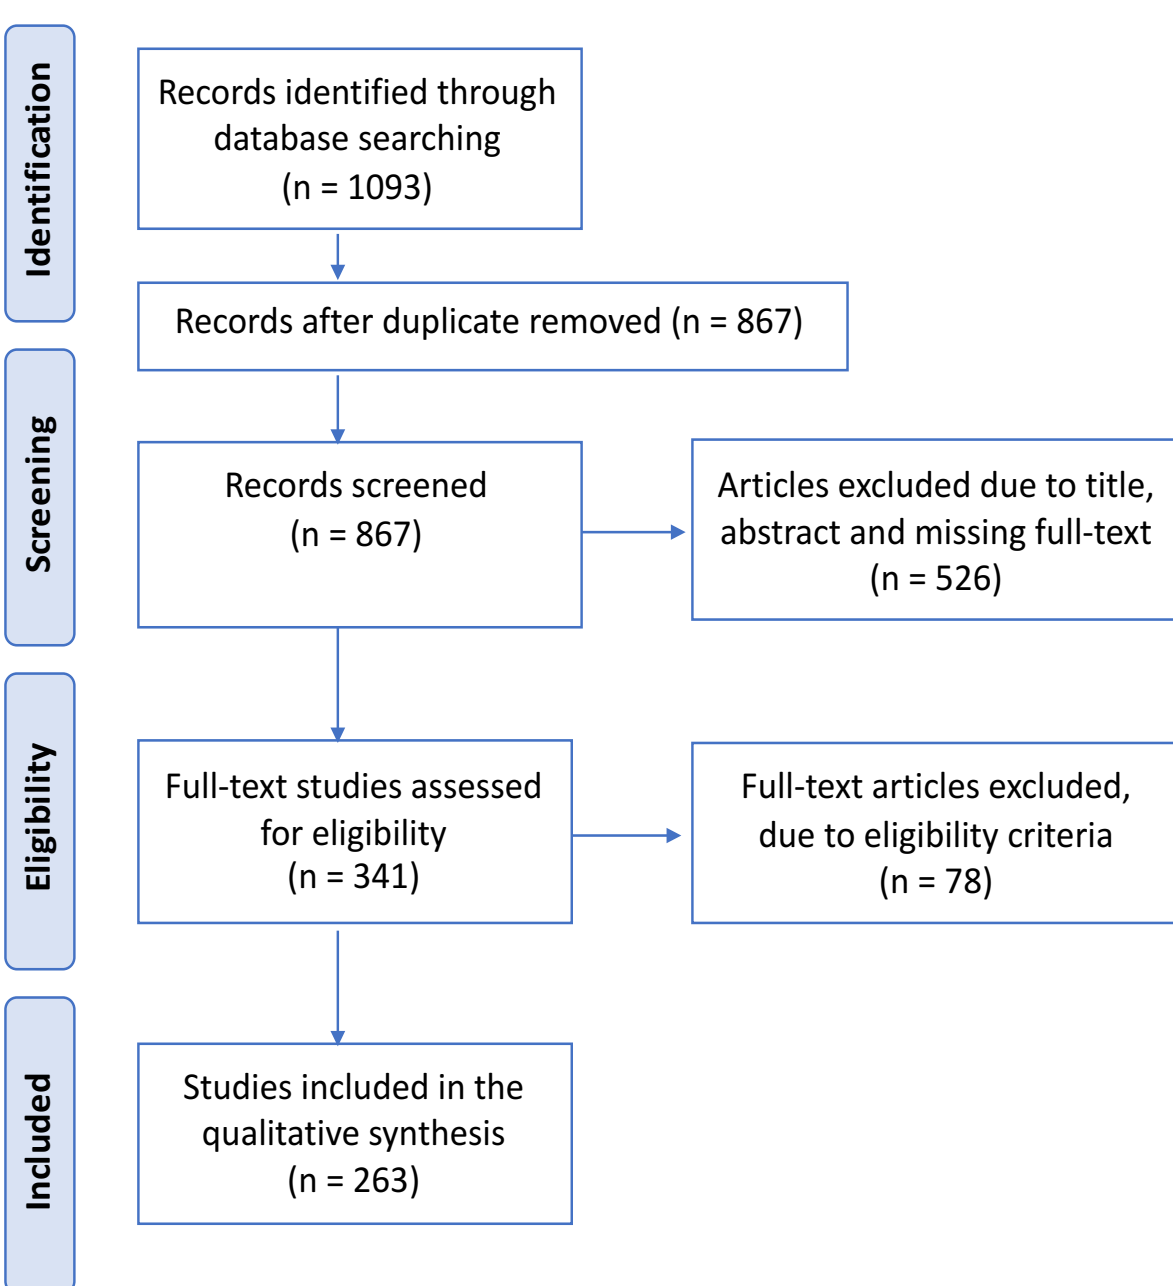 Identification
Records identified through
database searching
(n = 1093)
Records after duplicate removed (n = 867)
Screening
Records screened
(n = 867)
Articles excluded due to title,
abstract and missing full-text
(n = 526)
Eligibility
Full-text studies assessed
for eligibility
(n = 341)
Full-text articles excluded,
due to eligibility criteria
(n = 78)
Included
Studies included in the
qualitative synthesis
(n = 263)